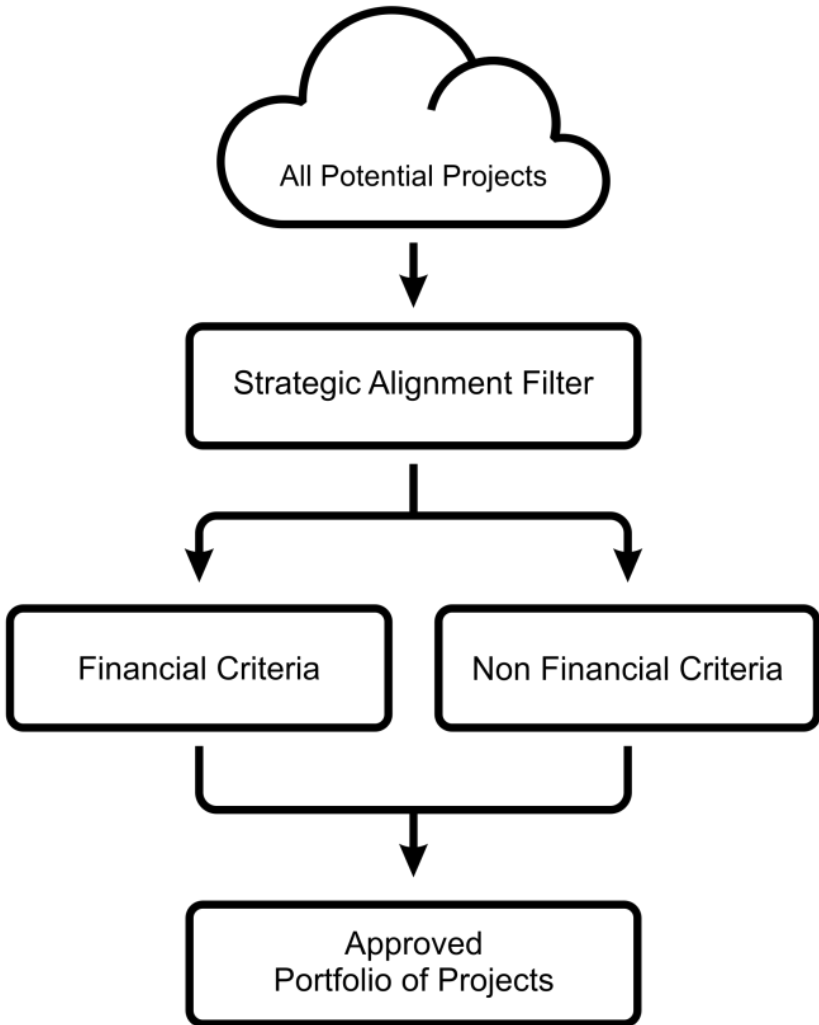 All Potential Projects
Strategic Alignment Filter
Financial Criteria
Non Financial Criteria
Approved
Portfolio of Projects